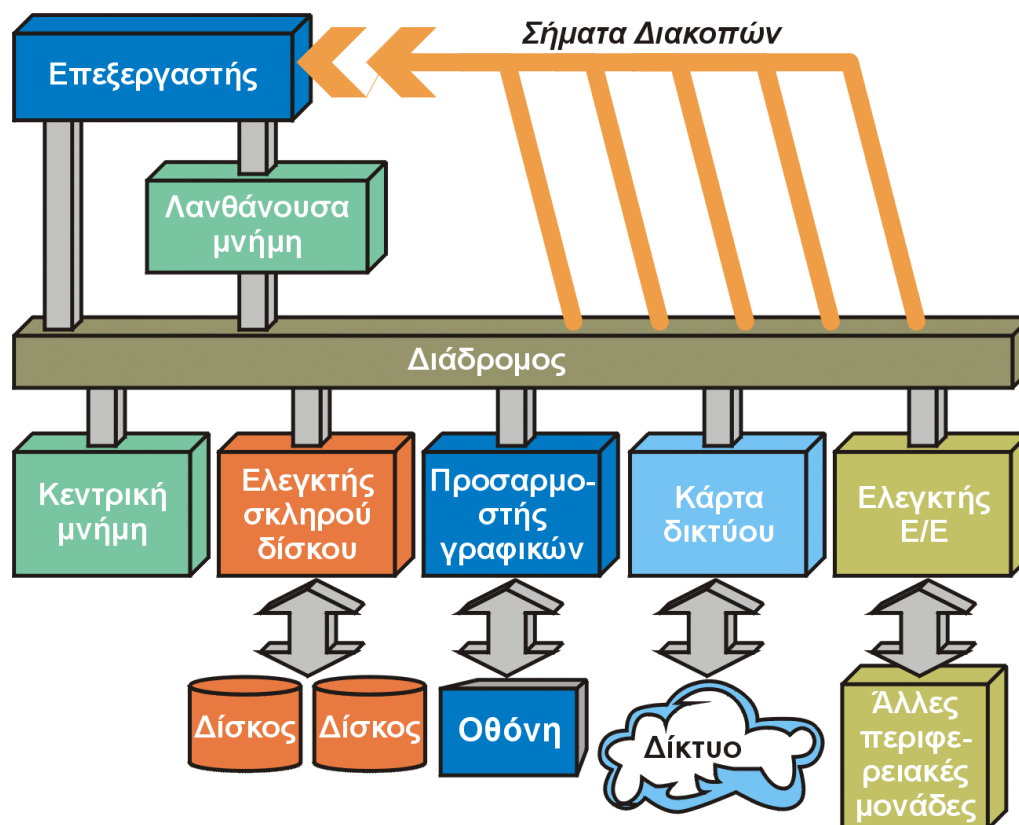 Σήματα Διακοπών
Επεξεργαστής
Λανθάνουσα
μνήμη
Διάδρομος
Κεντρική
μνήμη
Ελεγκτής
σκληρού
δίσκου
Προσαρμο-
στής
γραφικών
Κάρτα
δικτύου
Ελεγκτής
Ε/Ε
Δίσκος
Δίσκος
Οθόνη
Δίκτυο
Άλλες
περιφε-
ρειακές
μονάδες